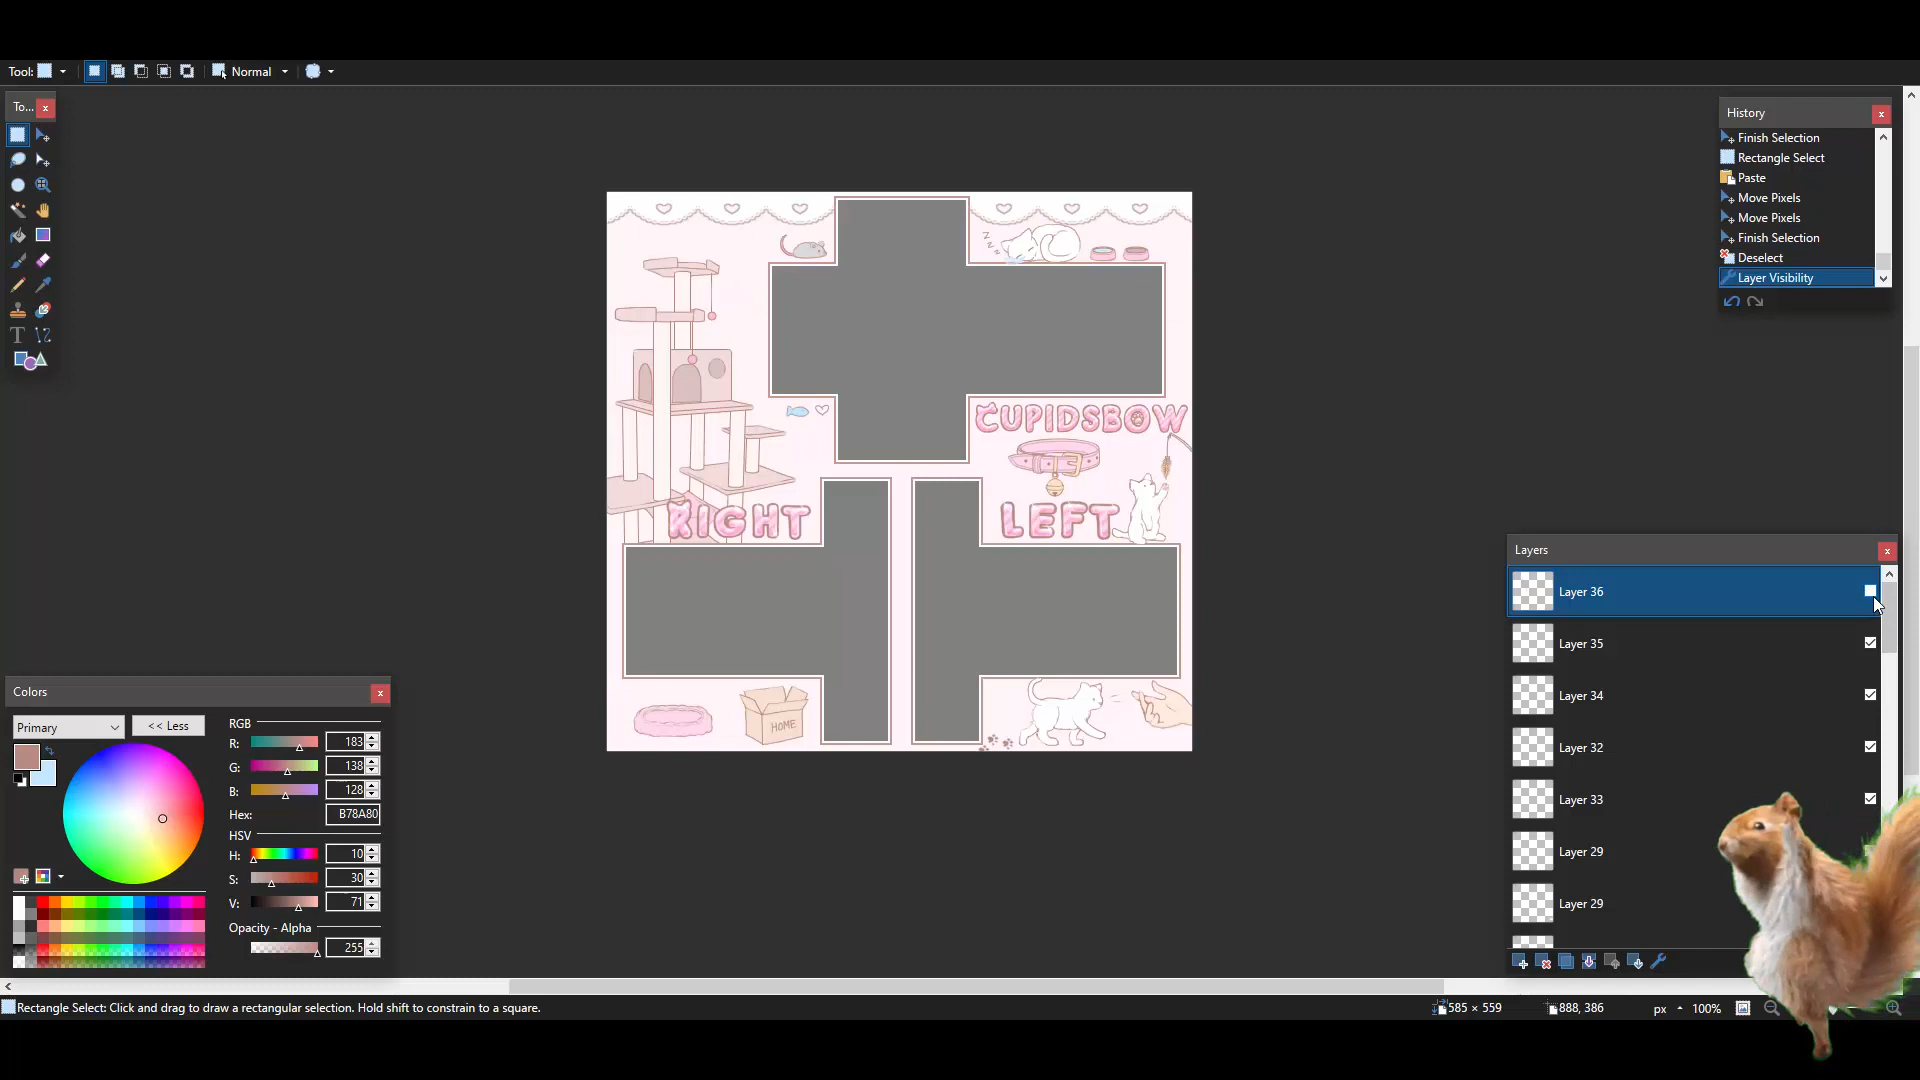 Tool:
Normal
To...
History
Finish Selection
Rectangle Select
Paste
Move Pixels
Move Pixels
Finish Selection
Deselect
Layer Visibility
z z z
CUPIDSBOW
RIGHT
LEFT
HOME
Layers
Layer 36
Layer 35
Layer 34
Layer 32
Layer 33
Layer 29
Layer 29
Colors
Primary
<< Less
RGB
R: 183
G: 138
B: 128
Hex: B78A80
HSV
H: 10
S: 30
V: 71
Opacity - Alpha
255
Rectangle Select: Click and drag to draw a rectangular selection. Hold shift to constrain to a square.
585 × 559
888, 386
px
100%